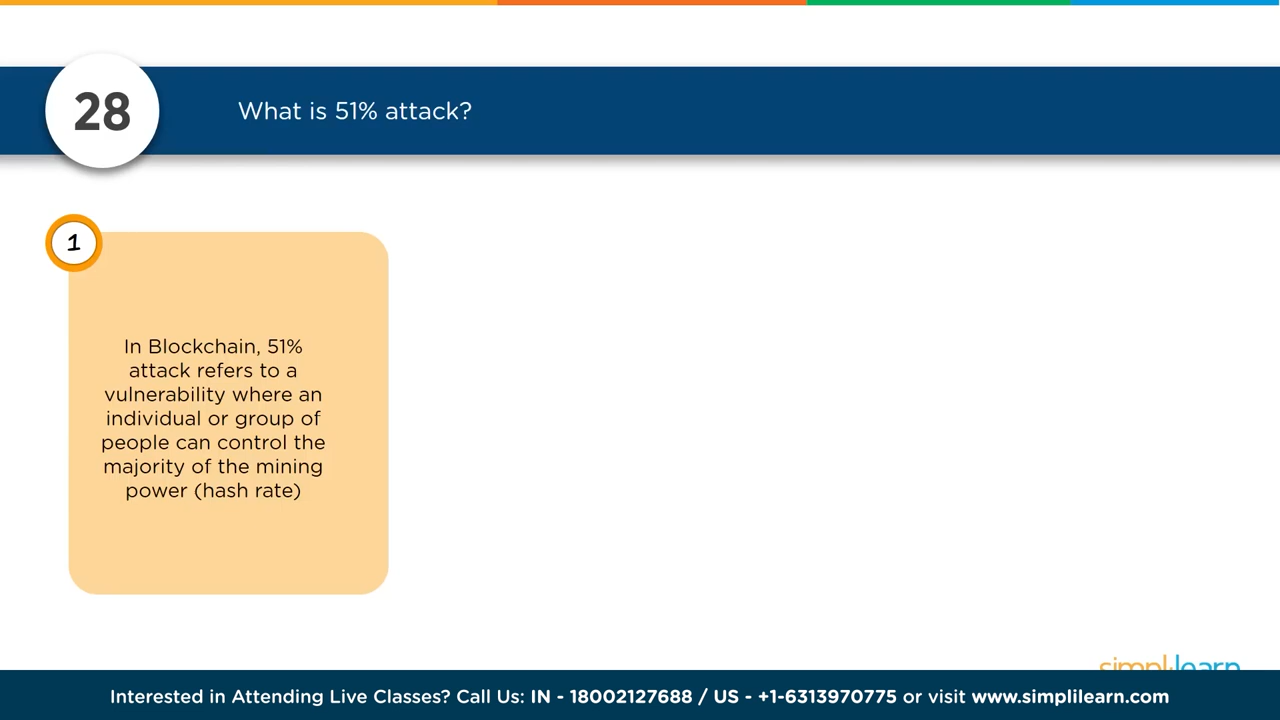 28
What is 51% attack?
1
In Blockchain, 51%
attack refers to a
vulnerability where an
individual or group of
people can control the
majority of the mining
power (hash rate)
simplilearn
Interested in Attending Live Classes? Call Us: IN - 18002127688 / US - +1-6313970775 or visit www.simplilearn.com